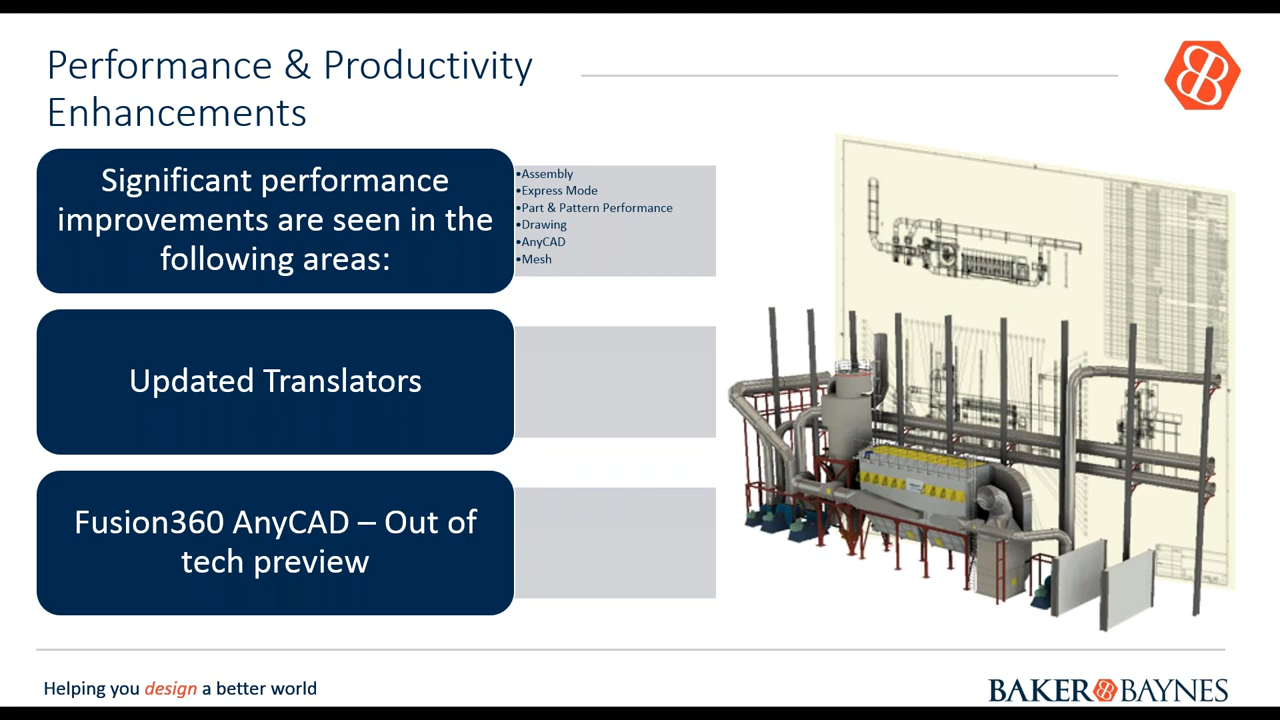 Performance & Productivity
Enhancements
Significant performance
improvements are seen in the
following areas:
•Assembly
•Express Mode
•Part & Pattern Performance
•Drawing
•AnyCAD
•Mesh
Updated Translators
Fusion360 AnyCAD – Out of
tech preview
Helping you design a better world
BAKER BAYNES